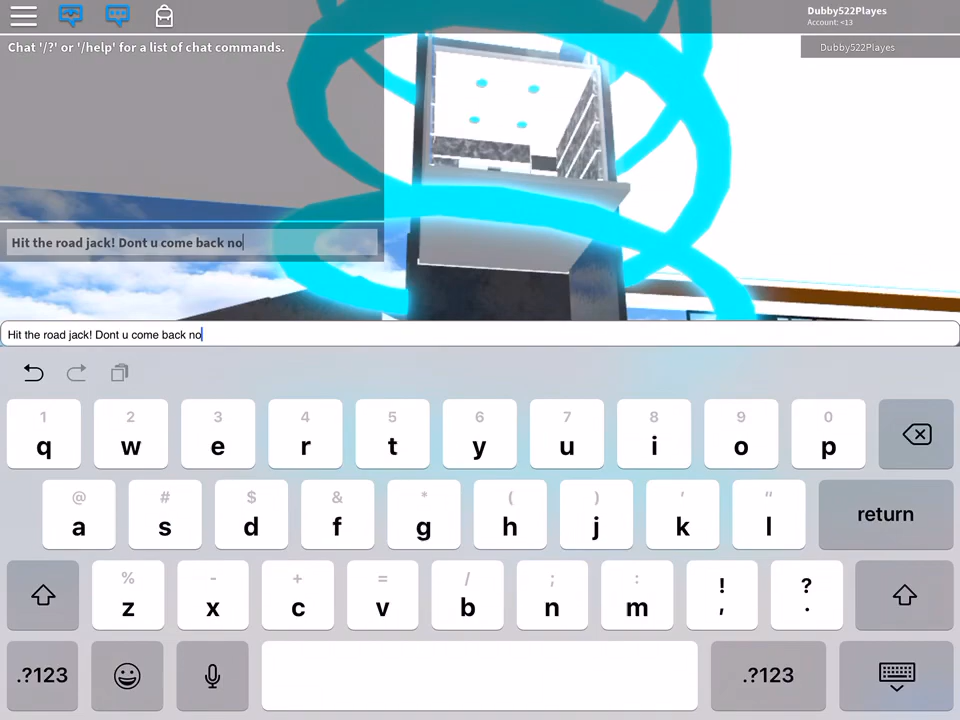 Dubby522Playes
Account: <13
Chat '/?' or '/help' for a list of chat commands.
Dubby522Playes
Hit the road jack! Dont u come back no
Hit the road jack! Dont u come back no
1 2 3 4 5 6 7 8 9 0
q w e r t y u i o p
@ # $ & * ( ) ' "
a s d f g h j k l return
% - + = / ; : ! ?
z x c v b n m , .
.?123 .?123